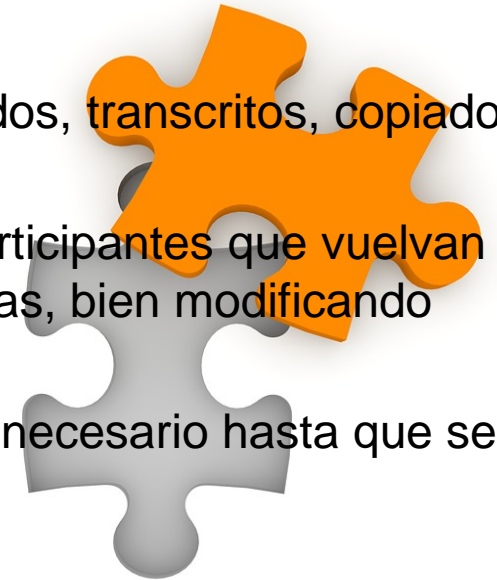 dos, transcritos, copiado
rticipantes que vuelvan
as, bien modificando
necesario hasta que se